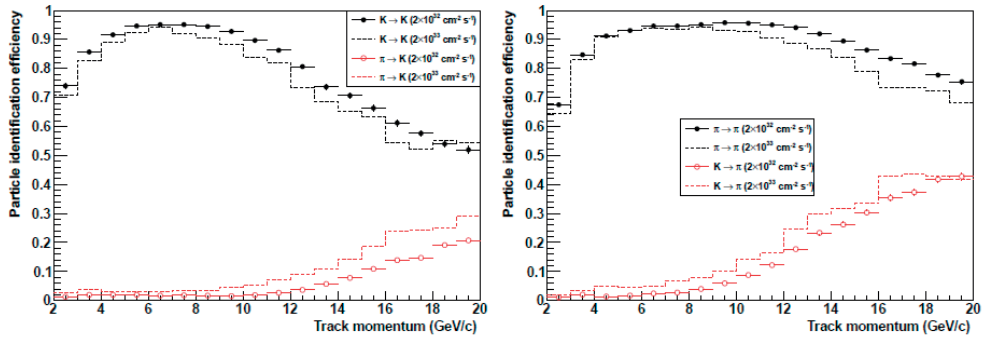 Particle identification efficiency
1
0.9
0.8
0.7
0.6
0.5
0.4
0.3
0.2
0.1
0
2 4 6 8 10 12 14 16 18 20
Track momentum (GeV/c)
K → K (2×10³² cm⁻² s⁻¹)
K → K (2×10³³ cm⁻² s⁻¹)
π → K (2×10³² cm⁻² s⁻¹)
π → K (2×10³³ cm⁻² s⁻¹)
Particle identification efficiency
1
0.9
0.8
0.7
0.6
0.5
0.4
0.3
0.2
0.1
0
2 4 6 8 10 12 14 16 18 20
Track momentum (GeV/c)
π → π (2×10³² cm⁻² s⁻¹)
π → π (2×10³³ cm⁻² s⁻¹)
K → π (2×10³² cm⁻² s⁻¹)
K → π (2×10³³ cm⁻² s⁻¹)